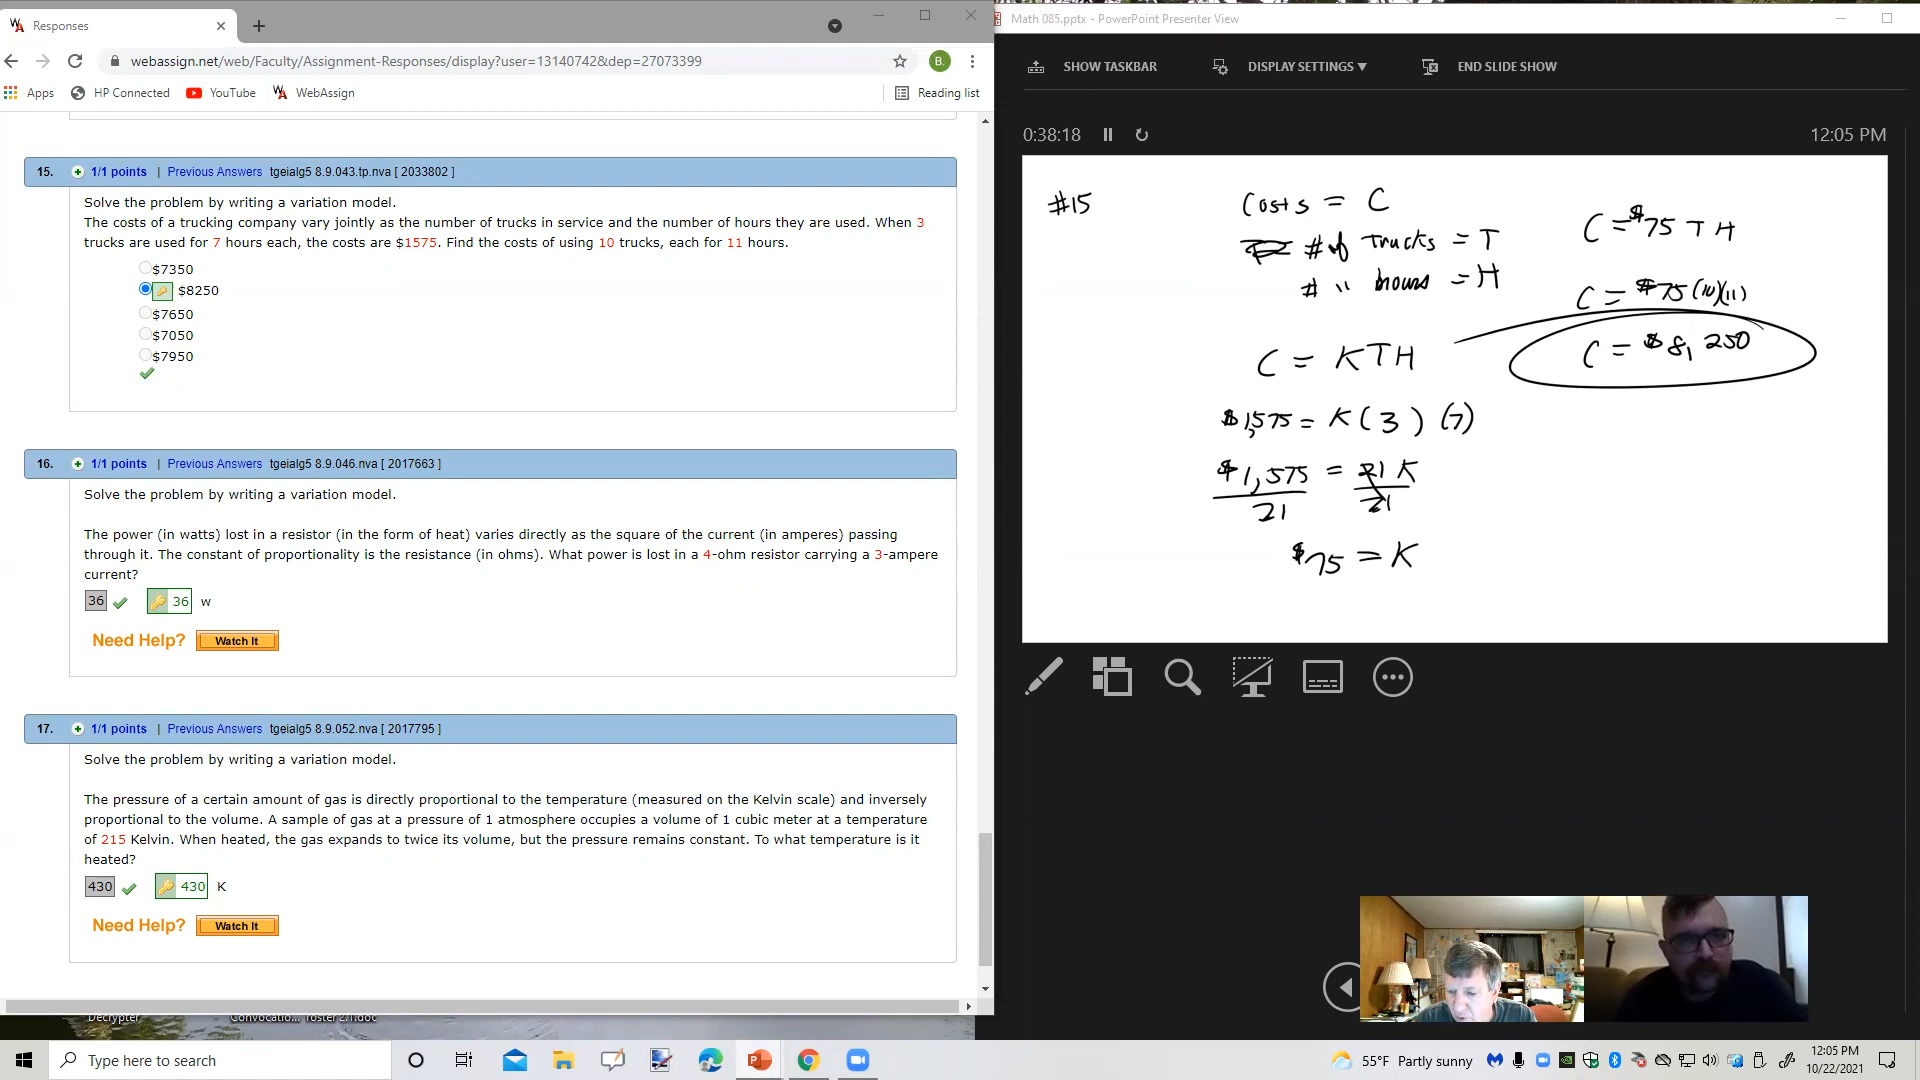 Responses
Math 085.pptx - PowerPoint Presenter View
webassign.net/web/Faculty/Assignment-Responses/display?user=13140742&dep=27073399
B.
Apps HP Connected YouTube WebAssign Reading list
SHOW TASKBAR DISPLAY SETTINGS END SLIDE SHOW
0:38:18 12:05 PM
15. 1/1 points | Previous Answers tgeialg5 8.9.043.tp.nva [ 2033802 ]
Solve the problem by writing a variation model.
The costs of a trucking company vary jointly as the number of trucks in service and the number of hours they are used. When 3
trucks are used for 7 hours each, the costs are $1575. Find the costs of using 10 trucks, each for 11 hours.
$7350
$8250
$7650
$7050
$7950
16. 1/1 points | Previous Answers tgeialg5 8.9.046.nva [ 2017663 ]
Solve the problem by writing a variation model.
The power (in watts) lost in a resistor (in the form of heat) varies directly as the square of the current (in amperes) passing
through it. The constant of proportionality is the resistance (in ohms). What power is lost in a 4-ohm resistor carrying a 3-ampere
current?
36 36 w
Need Help? Watch It
17. 1/1 points | Previous Answers tgeialg5 8.9.052.nva [ 2017795 ]
Solve the problem by writing a variation model.
The pressure of a certain amount of gas is directly proportional to the temperature (measured on the Kelvin scale) and inversely
proportional to the volume. A sample of gas at a pressure of 1 atmosphere occupies a volume of 1 cubic meter at a temperature
of 215 Kelvin. When heated, the gas expands to twice its volume, but the pressure remains constant. To what temperature is it
heated?
430 430 K
Need Help? Watch It
#15
Costs = C
# of Trucks = T
# " hours = H
C = KTH
$1,575 = K(3)(7)
$1,575 = 21 K
21 21
$75 = K
C = $75 T H
C = $75(10)(11)
C = $8,250
Decrypter Convocatio... roster 2.1.doc
Type here to search
55°F Partly sunny
12:05 PM
10/22/2021